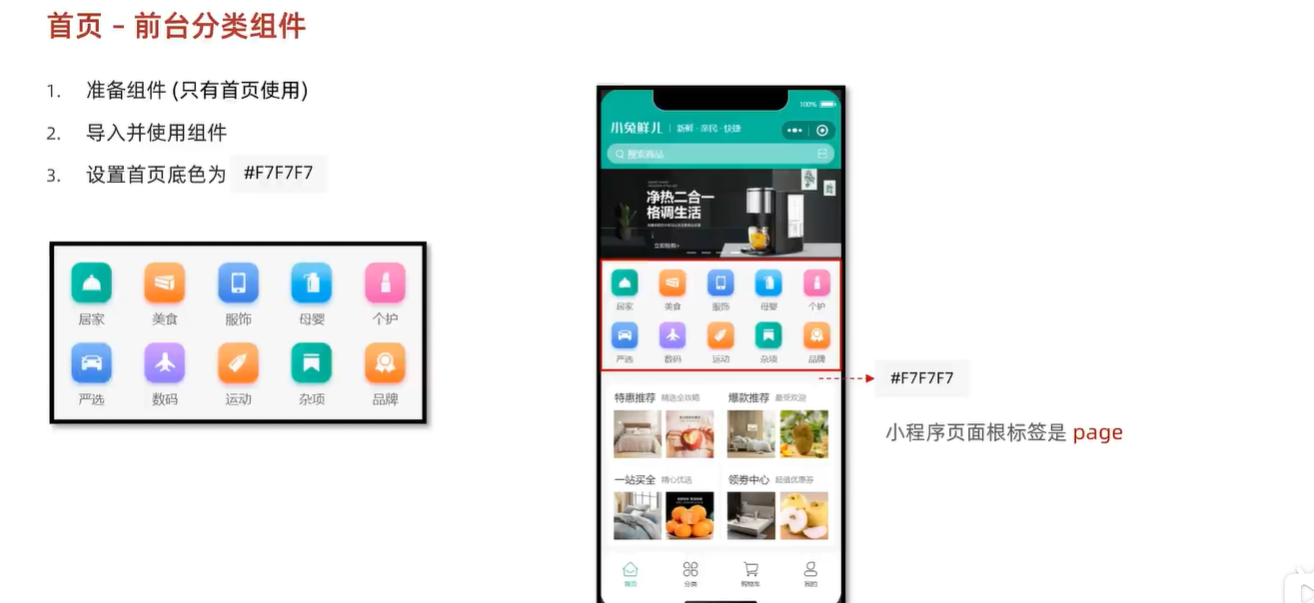 首页 - 前台分类组件
1. 准备组件 (只有首页使用)
2. 导入并使用组件
3. 设置首页底色为 #F7F7F7
居家 美食 服饰 母婴 个护
严选 数码 运动 杂项 品牌
100%
小兔鲜儿 | 新鲜·亲民·快捷
搜索商品
净热二合一
格调生活
居家 美食 服饰 母婴 个护
严选 数码 运动 杂项 品牌
#F7F7F7
特惠推荐 精选全攻略 爆款推荐 最受欢迎
小程序页面根标签是 page
一站买全 精心优选 领券中心 超值优惠券
首页 分类 购物车 我的